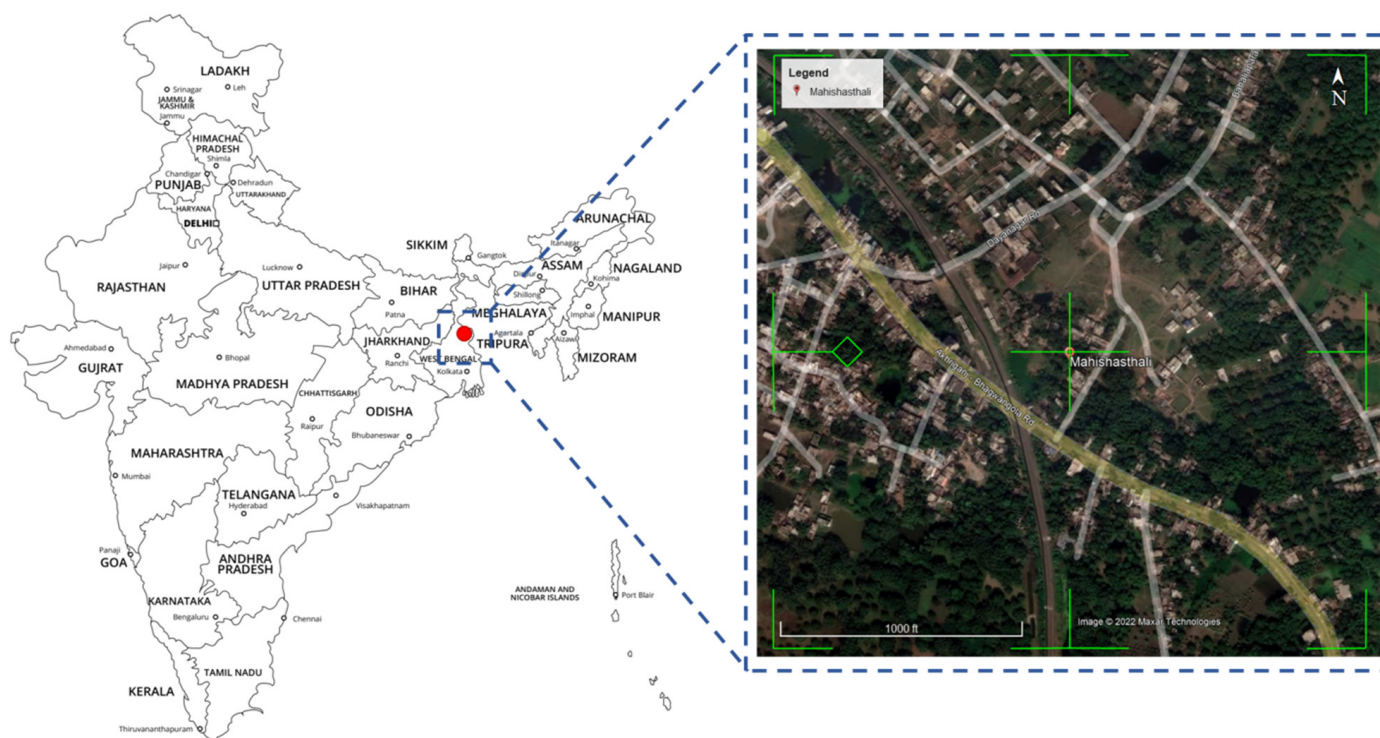 LADAKH
Srinagar
Leh
JAMMU &
KASHMIR
Jammu
HIMACHAL
PRADESH
Shimla
Chandigar
PUNJAB
Dehradun
UTTARAKHAND
HARYANA
DELHI
ARUNACHAL
SIKKIM
Itanagar
Gangtok
ASSAM
Dispur
NAGALAND
Kohima
Jaipur
Lucknow
RAJASTHAN
UTTAR PRADESH
BIHAR
Patna
Shillong
MEGHALAYA
Imphal
MANIPUR
Agartala
Aizawl
TRIPURA
JHARKHAND
Ranchi
WEST BENGAL
Kolkata
MIZORAM
Ahmedabad
GUJRAT
Bhopal
MADHYA PRADESH
CHHATTISGARH
Raipur
ODISHA
Bhubaneswar
MAHARASHTRA
Mumbai
TELANGANA
Hyderabad
Visakhapatnam
Panaji
GOA
ANDHRA
PRADESH
KARNATAKA
Bengaluru
Chennai
ANDAMAN AND
NICOBAR ISLANDS
Port Blair
TAMIL NADU
KERALA
Thiruvananthapuram
Legend
Mahishasthali
N
Dayanagar Rd
Mahishasthali
Bhagwangola Rd
1000 ft
Image © 2022 Maxar Technologies